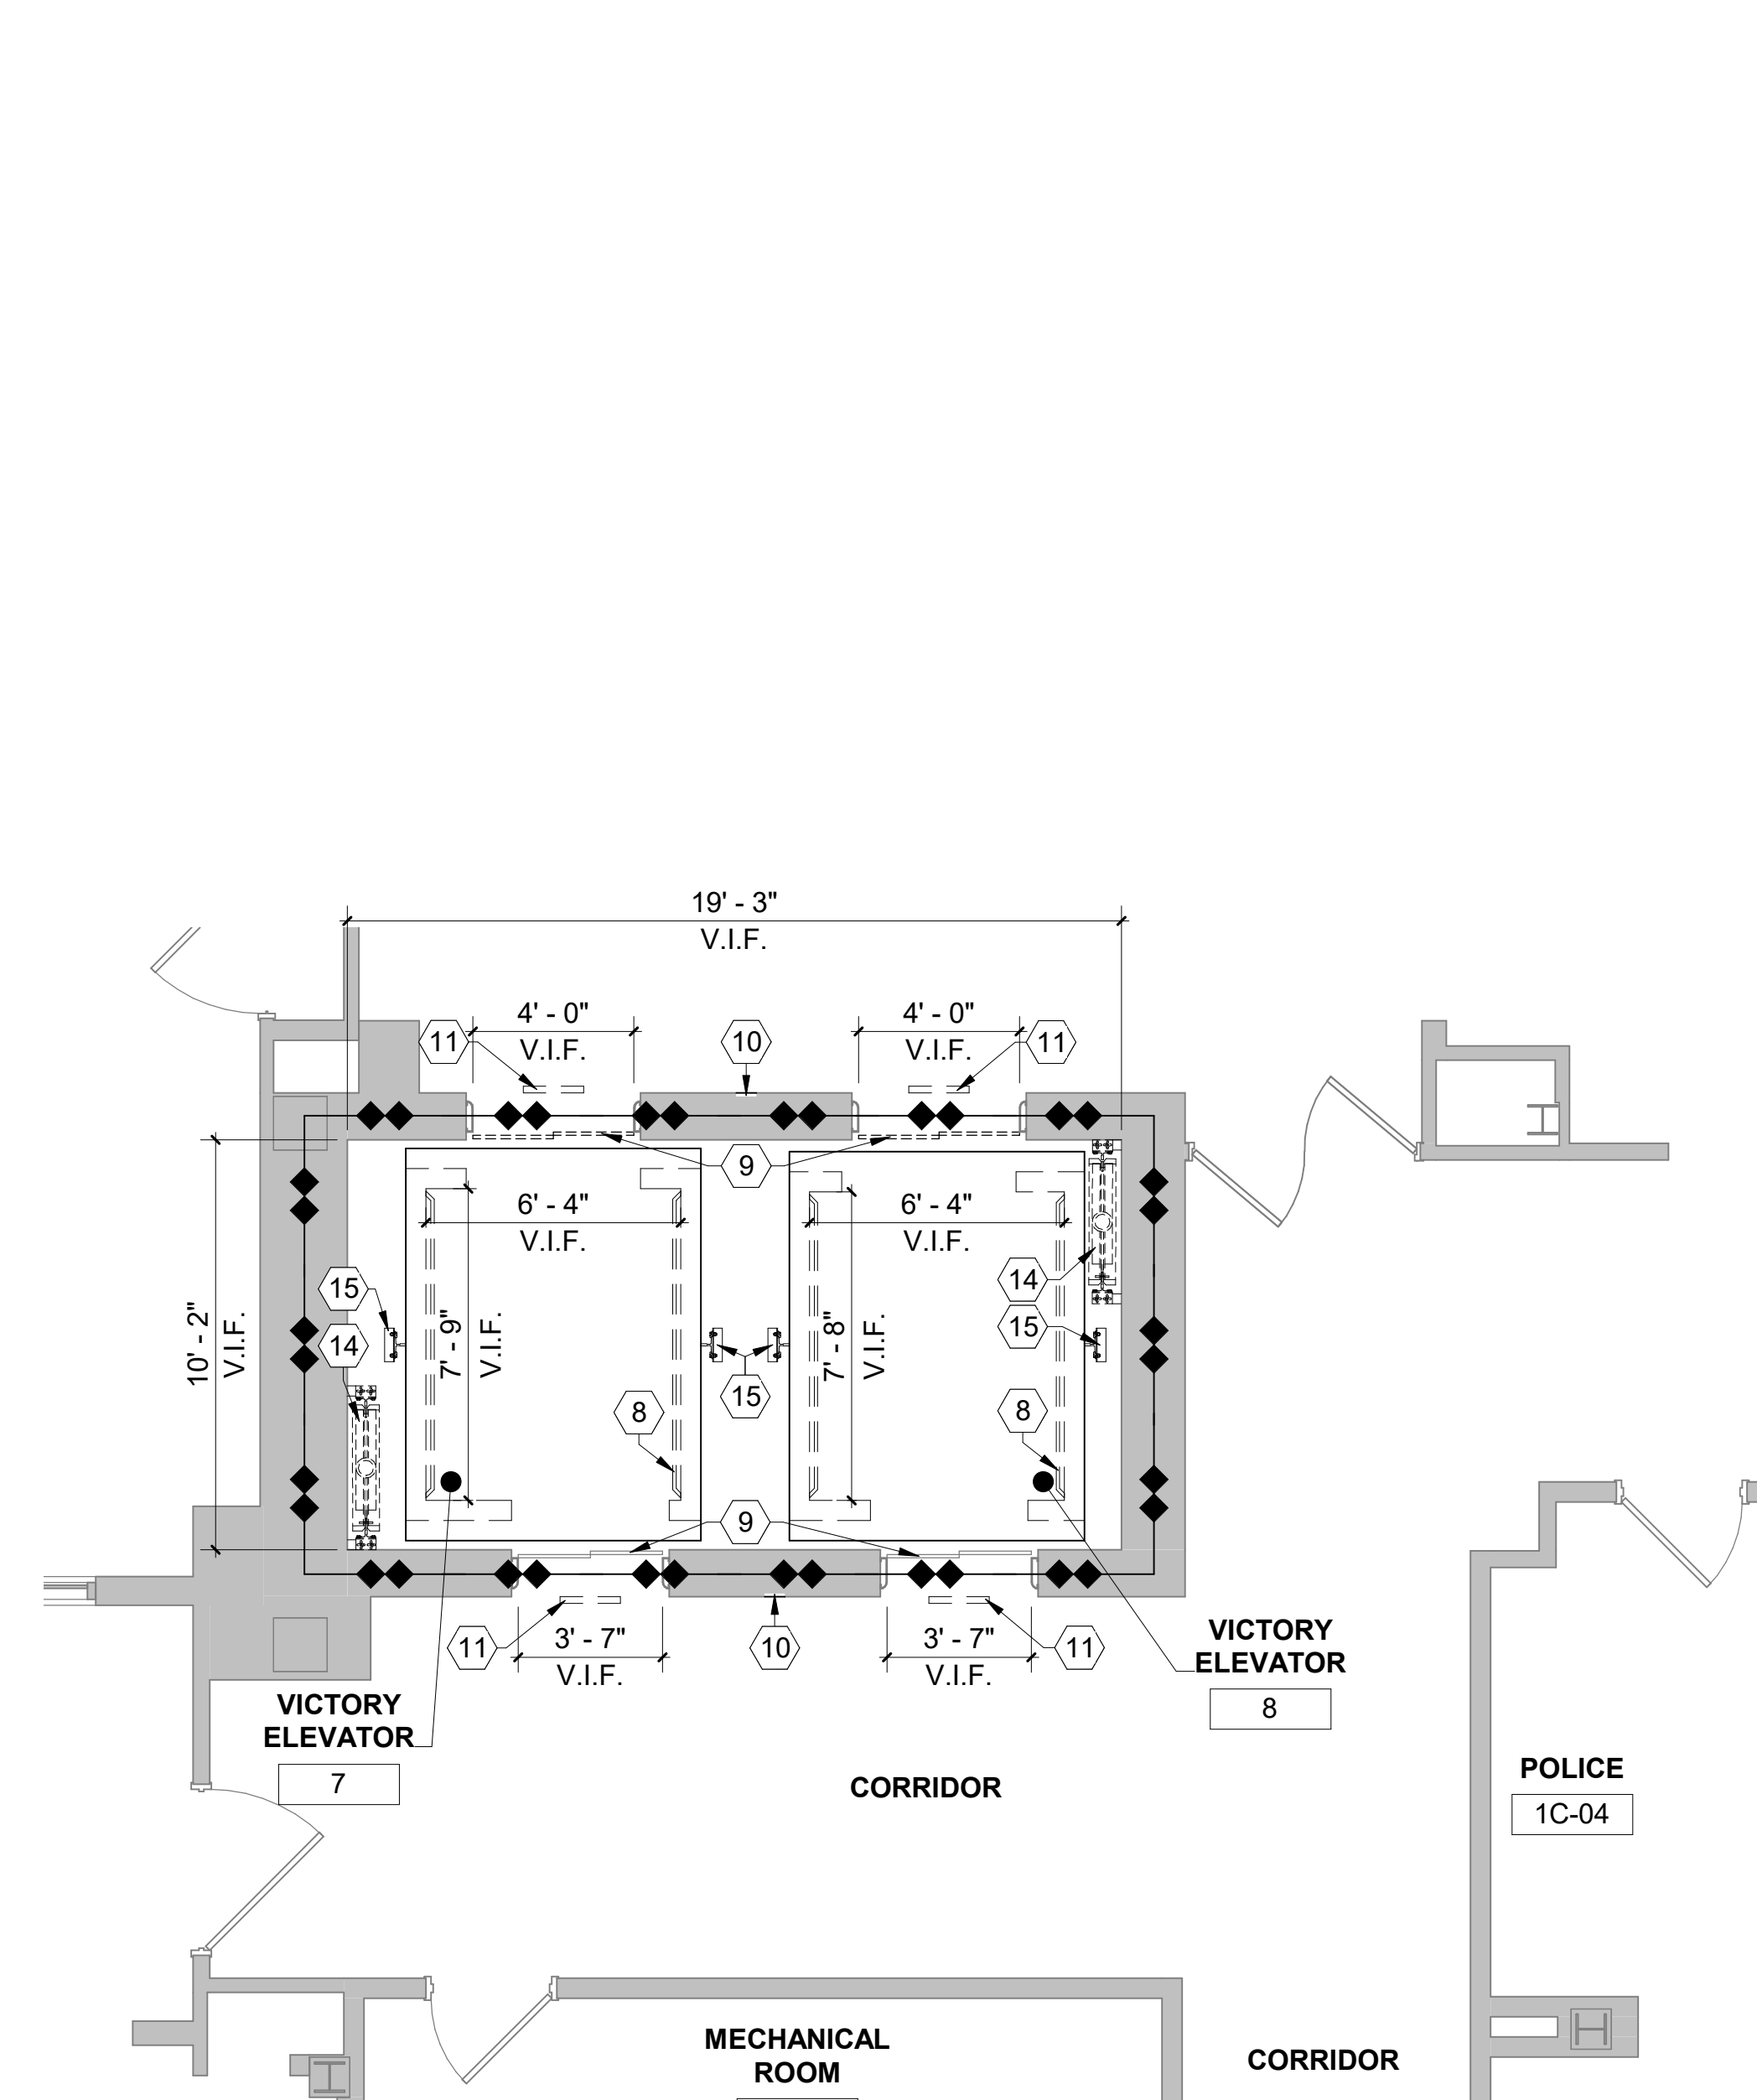 19' - 3"
V.I.F.
4' - 0"
V.I.F.
4' - 0"
V.I.F.
11
10
11
9
6' - 4"
V.I.F.
6' - 4"
V.I.F.
10' - 2"
V.I.F.
15
14
7' - 9"
V.I.F.
7' - 8"
V.I.F.
14
15
15
8
8
9
11
3' - 7"
V.I.F.
10
3' - 7"
V.I.F.
11
VICTORY
ELEVATOR
8
VICTORY
ELEVATOR
7
CORRIDOR
POLICE
1C-04
MECHANICAL
ROOM
CORRIDOR